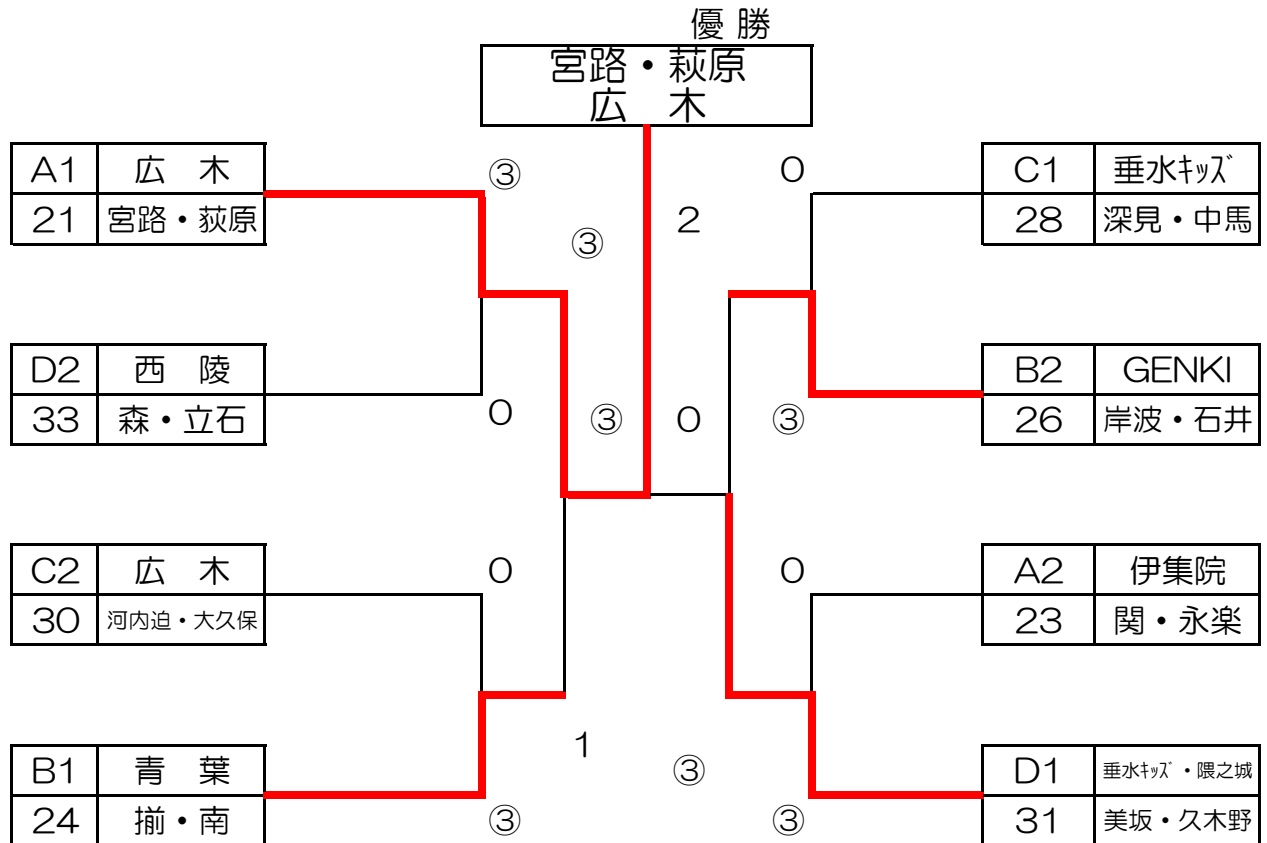 優 勝
宮路・萩原
広 木
A1 広 木
21 宮路・荻原
D2 西 陵
33 森・立石
C2 広 木
30 河内迫・大久保
B1 青 葉
24 揃・南
③
③
2
0
0
③
0
③
0
0
1
③
③
③
C1 垂水ｷｯｽﾞ
28 深見・中馬
B2 GENKI
26 岸波・石井
A2 伊集院
23 関・永楽
D1 垂水ｷｯｽﾞ・隈之城
31 美坂・久木野